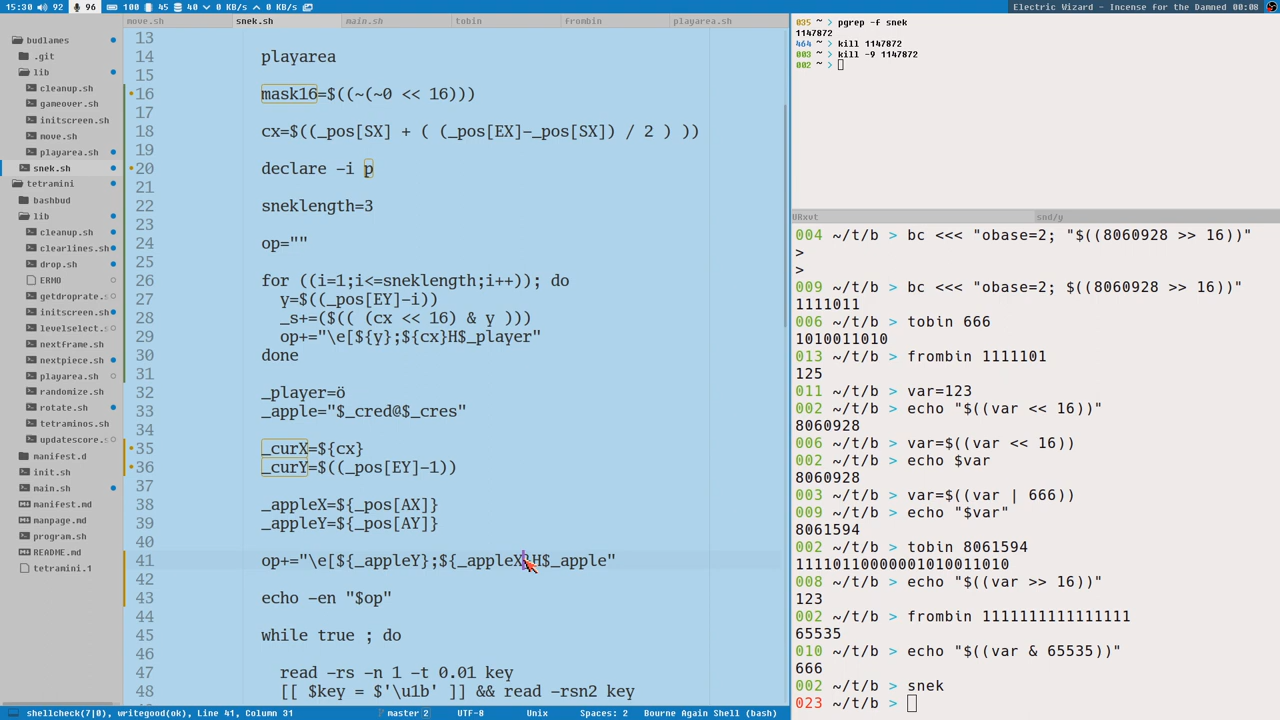 15:30 92 96 100 45 40 0 KB/s 0 KB/s Electric Wizard - Incense for the Damned 00:08
move.sh snek.sh main.sh tobin frombin playarea.sh
budlames
.git
lib
cleanup.sh
gameover.sh
initscreen.sh
move.sh
playarea.sh
snek.sh
tetramini
bashbud
lib
cleanup.sh
clearlines.sh
drop.sh
ERMO
getdroprate.s
initscreen.sh
levelselect.s
nextframe.sh
nextpiece.sh
playarea.sh
randomize.sh
rotate.sh
tetraminos.sh
updatescore.s
manifest.d
init.sh
main.sh
manifest.md
manpage.md
program.sh
README.md
tetramini.1
13
14 playarea
15
16 mask16=$((~(~0 << 16)))
17
18 cx=$((_pos[SX] + ( (_pos[EX]-_pos[SX]) / 2 ) ))
19
20 declare -i p
21
22 sneklength=3
23
24 op=""
25
26 for ((i=1;i<=sneklength;i++)); do
27 y=$((_pos[EY]-i))
28 _s+=($(( (cx << 16) & y )))
29 op+="\e[${y};${cx}H$_player"
30 done
31
32 _player=ö
33 _apple="$_cred@$_cres"
34
35 _curX=${cx}
36 _curY=$((_pos[EY]-1))
37
38 _appleX=${_pos[AX]}
39 _appleY=${_pos[AY]}
40
41 op+="\e[${_appleY};${_appleX}H$_apple"
42
43 echo -en "$op"
44
45 while true ; do
46
47 read -rs -n 1 -t 0.01 key
48 [[ $key = $'\u1b' ]] && read -rsn2 key
shellcheck(7|0), writegood(ok), Line 41, Column 31 master 2 UTF-8 Unix Spaces: 2 Bourne Again Shell (bash)
035 ~ > pgrep -f snek
1147872
464 ~ > kill 1147872
003 ~ > kill -9 1147872
002 ~ >
URxvt snd/y
004 ~/t/b > bc <<< "obase=2; "$((8060928 >> 16))"
>
>
009 ~/t/b > bc <<< "obase=2; $((8060928 >> 16))"
1111011
006 ~/t/b > tobin 666
1010011010
013 ~/t/b > frombin 1111101
125
011 ~/t/b > var=123
002 ~/t/b > echo "$((var << 16))"
8060928
006 ~/t/b > var=$((var << 16))
002 ~/t/b > echo $var
8060928
003 ~/t/b > var=$((var | 666))
009 ~/t/b > echo "$var"
8061594
002 ~/t/b > tobin 8061594
11110110000001010011010
008 ~/t/b > echo "$((var >> 16))"
123
002 ~/t/b > frombin 1111111111111111
65535
010 ~/t/b > echo "$((var & 65535))"
666
002 ~/t/b > snek
023 ~/t/b >